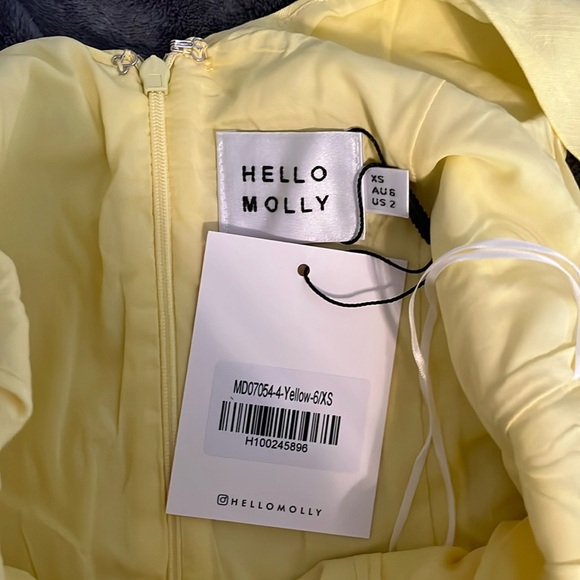 HELLO
MOLLY
XS
AU 6
US 2
MD07054-4-Yellow-6/XS
H100245896
HELLOMOLLY